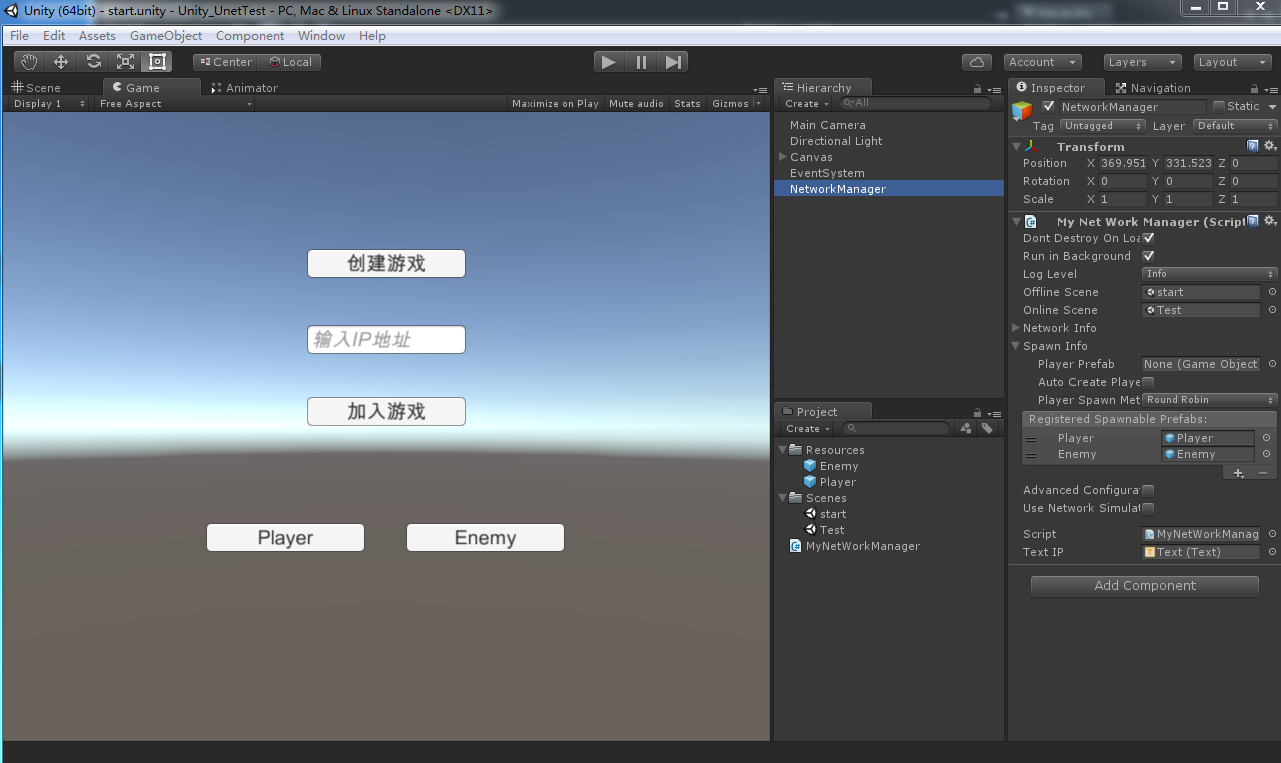 Unity (64bit) - start.unity - Unity_UnetTest - PC, Mac & Linux Standalone <DX11>
File Edit Assets GameObject Component Window Help
Center Local Account Layers Layout
Scene Game Animator
Display 1 Free Aspect Maximize on Play Mute audio Stats Gizmos
创建游戏
输入IP地址
加入游戏
Player Enemy
Hierarchy
Create All
Main Camera
Directional Light
Canvas
EventSystem
NetworkManager
Project
Create
Resources
Enemy
Player
Scenes
start
Test
MyNetWorkManager
Inspector Navigation
NetworkManager Static
Tag Untagged Layer Default
Transform
Position X 369.951 Y 331.523 Z 0
Rotation X 0 Y 0 Z 0
Scale X 1 Y 1 Z 1
My Net Work Manager (Script
Dont Destroy On Loa
Run in Background
Log Level Info
Offline Scene start
Online Scene Test
Network Info
Spawn Info
Player Prefab None (Game Object
Auto Create Playe
Player Spawn Met Round Robin
Registered Spawnable Prefabs:
Player Player
Enemy Enemy
Advanced Configurat
Use Network Simulat
Script MyNetWorkManag
Text IP Text (Text)
Add Component